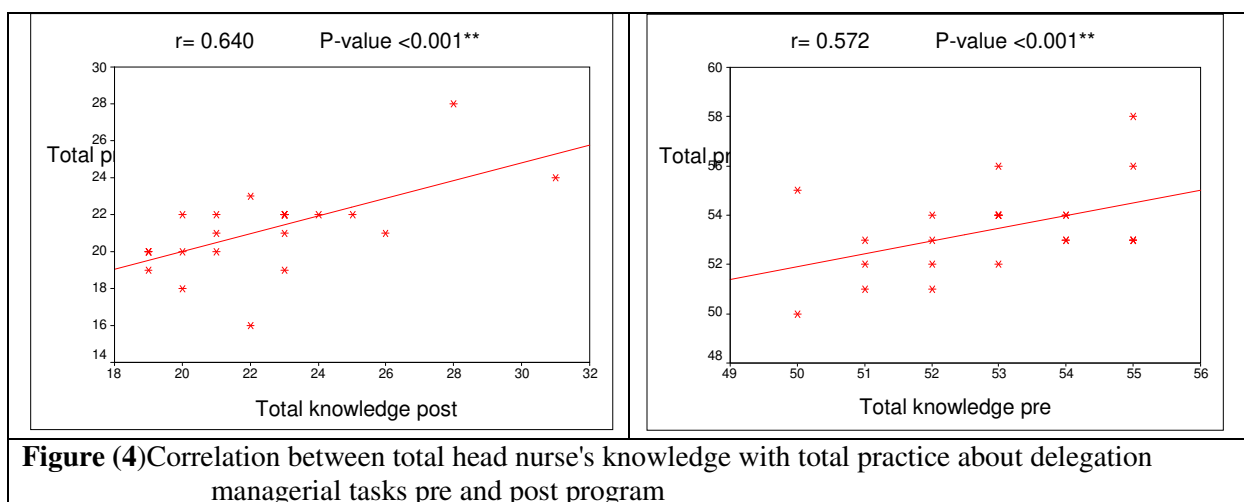 r= 0.640 P-value <0.001**
30
28
26
Total pr
24
22
20
18
16
14
18 20 22 24 26 28 30 32
Total knowledge post
r= 0.572 P-value <0.001**
60
58
56
Total pr
54
52
50
48
49 50 51 52 53 54 55 56
Total knowledge pre
Figure (4)Correlation between total head nurse's knowledge with total practice about delegation
managerial tasks pre and post program